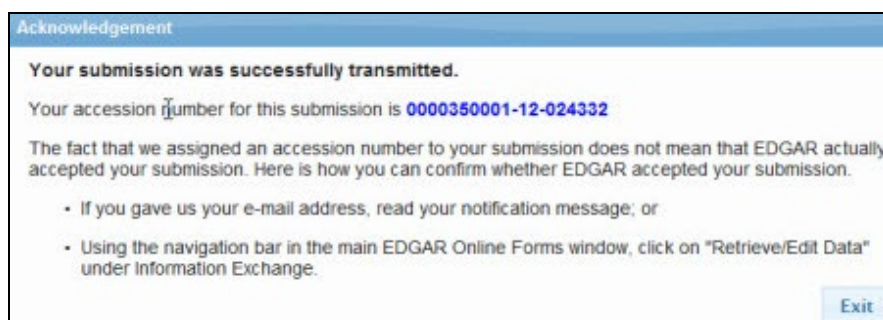 Acknowledgement
Your submission was successfully transmitted.
Your accession number for this submission is 0000350001-12-024332
The fact that we assigned an accession number to your submission does not mean that EDGAR actually
accepted your submission. Here is how you can confirm whether EDGAR accepted your submission.
• If you gave us your e-mail address, read your notification message; or
• Using the navigation bar in the main EDGAR Online Forms window, click on "Retrieve/Edit Data"
under Information Exchange.
Exit